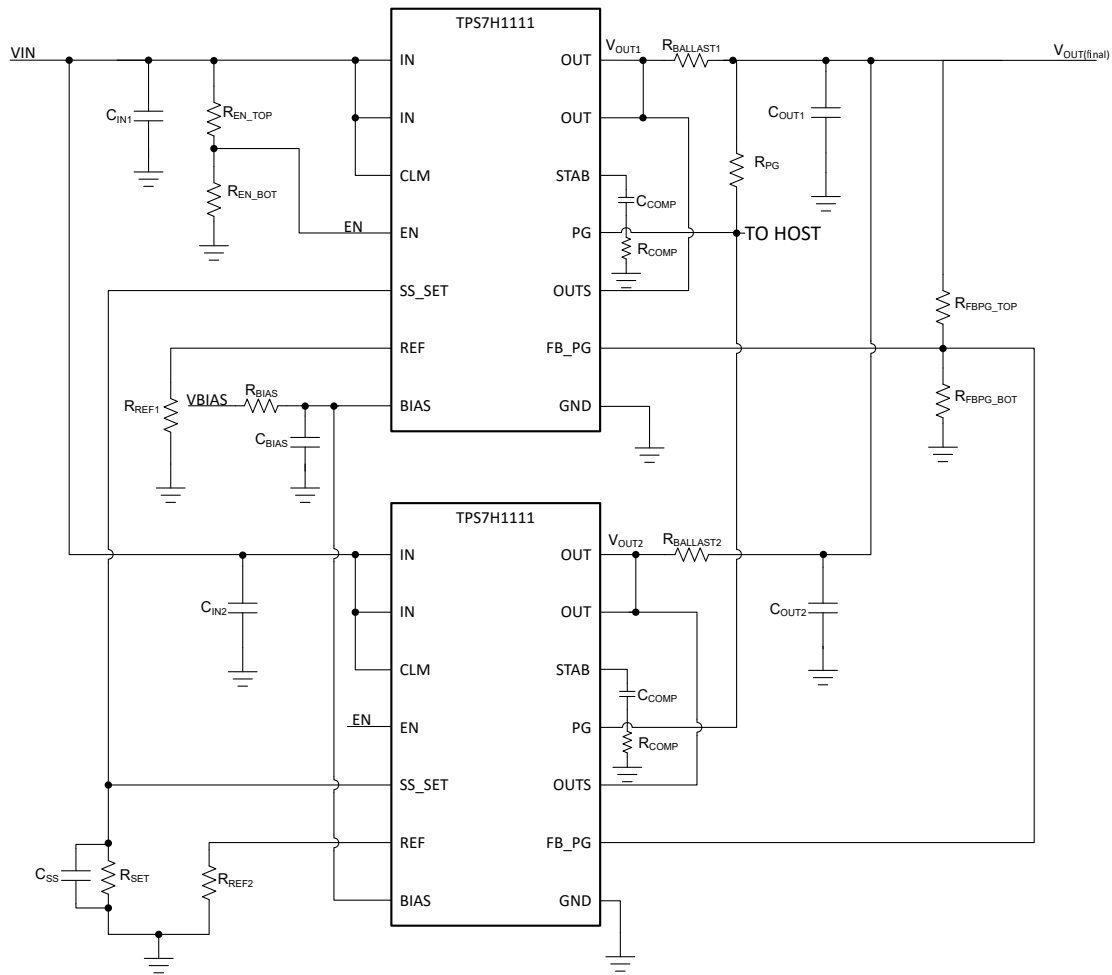 TPS7H1111
VIN
IN
OUT
VOUT1
RBALLAST1
VOUT(final)
CIN1
REN_TOP
IN
OUT
COUT1
RPG
CLM
STAB
REN_BOT
CCOMP
EN
EN
PG
TO HOST
RCOMP
SS_SET
OUTS
RFBPG_TOP
REF
FB_PG
RREF1
VBIAS
RBIAS
BIAS
GND
RFBPG_BOT
CBIAS
TPS7H1111
IN
OUT
VOUT2
RBALLAST2
CIN2
IN
OUT
COUT2
CLM
STAB
CCOMP
EN
EN
PG
RCOMP
SS_SET
OUTS
REF
FB_PG
CSS
RSET
RREF2
BIAS
GND